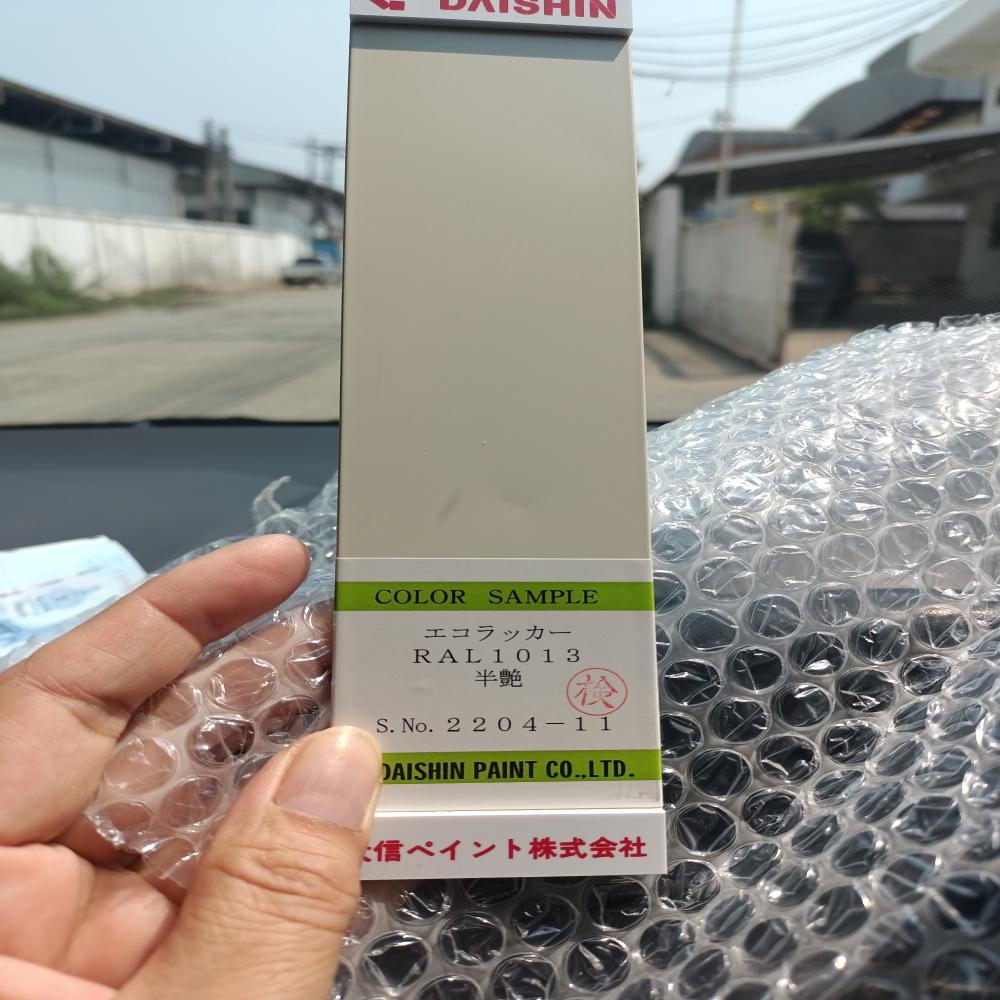 DAISHIN
COLOR SAMPLE
エコラッカー
RAL1013
半艶
検
S.No. 2204-11
DAISHIN PAINT CO.,LTD.
大信ペイント株式会社